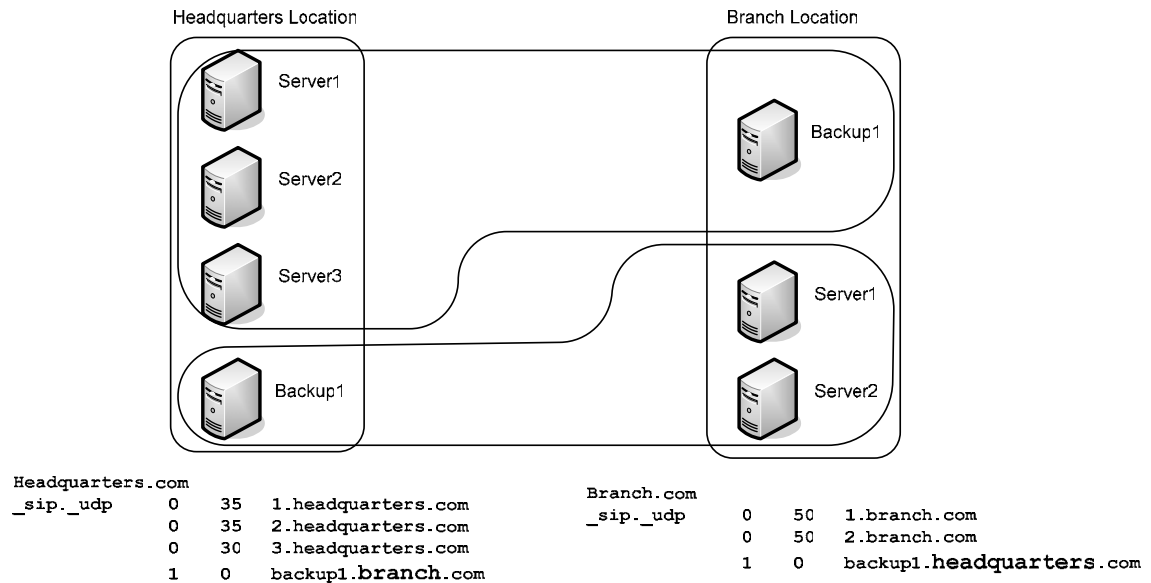 Headquarters Location
Branch Location
Server1
Server2
Server3
Backup1
Backup1
Server1
Server2
Headquarters.com
_sip._udp 0 35 1.headquarters.com
0 35 2.headquarters.com
0 30 3.headquarters.com
1 0 backup1.branch.com
Branch.com
_sip._udp 0 50 1.branch.com
0 50 2.branch.com
1 0 backup1.headquarters.com